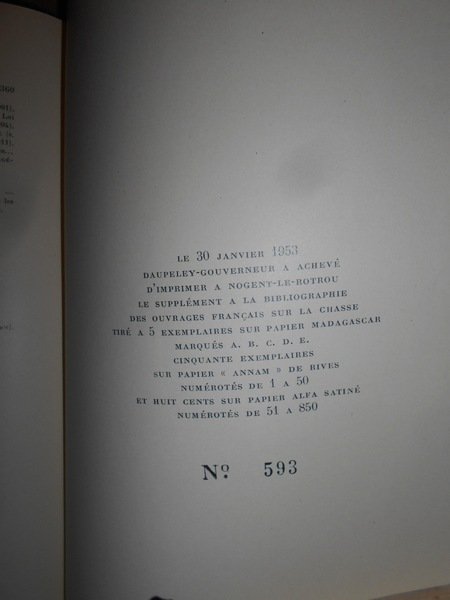 360
LE 30 JANVIER 1953
DAUPELEY-GOUVERNEUR A ACHEVÉ
D'IMPRIMER A NOGENT-LE-ROTROU
LE SUPPLÉMENT A LA BIBLIOGRAPHIE
DES OUVRAGES FRANÇAIS SUR LA CHASSE
TIRÉ A 5 EXEMPLAIRES SUR PAPIER MADAGASCAR
MARQUÉS A. B. C. D. E.
CINQUANTE EXEMPLAIRES
SUR PAPIER « ANNAM » DE RIVES
NUMÉROTÉS DE 1 A 50
ET HUIT CENTS SUR PAPIER ALFA SATINÉ
NUMÉROTÉS DE 51 A 850
Nº. 593